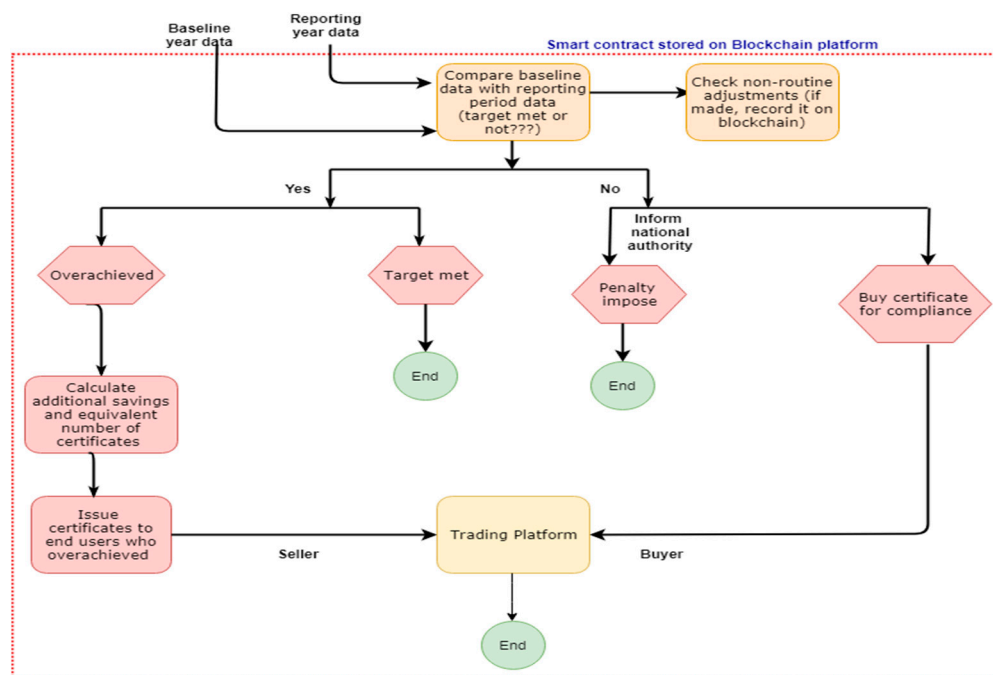 Baseline
year data
Reporting
year data
Smart contract stored on Blockchain platform
Compare baseline
data with reporting
period data
(target met or
not???)
Check non-routine
adjustments (if
made, record it on
blockchain)
Yes
No
Inform
national
authority
Overachieved
Target met
Penalty
impose
Buy certificate
for compliance
End
End
Calculate
additional savings
and equivalent
number of
certificates
Issue
certificates to
end users who
overachieved
Seller
Trading Platform
Buyer
End